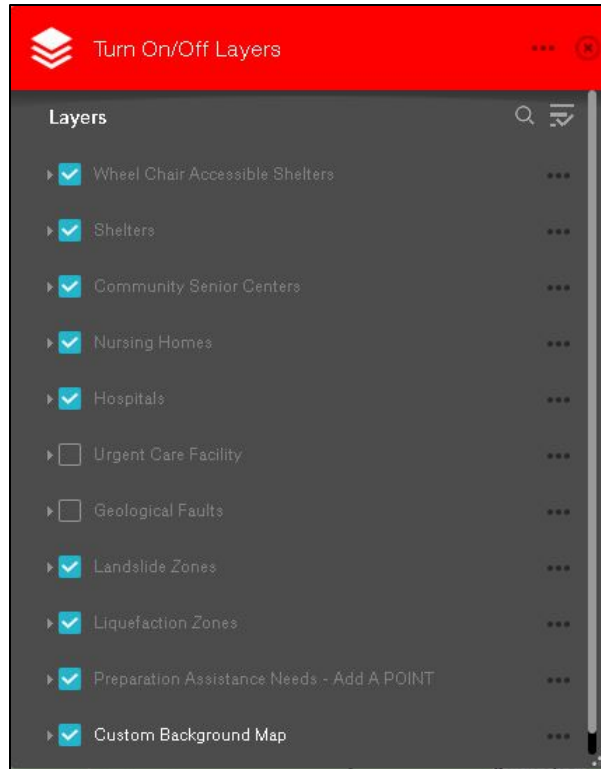 Turn On/Off Layers
Layers
Wheel Chair Accessible Shelters
Shelters
Community Senior Centers
Nursing Homes
Hospitals
Urgent Care Facility
Geological Faults
Landslide Zones
Liquefaction Zones
Preparation Assistance Needs - Add A POINT
Custom Background Map